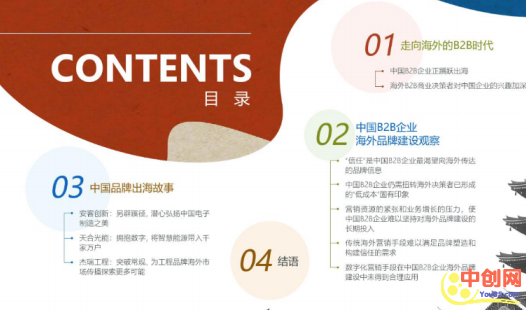 CONTENTS
目 录
01 走向海外的B2B时代
中国B2B企业正踊跃出海
海外B2B商业决策者对中国企业的兴趣加深
02 中国B2B企业
海外品牌建设观察
"信任"是中国B2B企业最渴望向海外传达
的品牌信息
中国B2B企业仍需扭转海外决策者已形成
的"低成本"固有印象
营销资源的紧张和业务增长的压力，使
中国B2B企业难以坚持对海外品牌建设的
长期投入
传统海外营销手段难以满足品牌塑造和
构建信任的需求
数字化营销手段在中国B2B企业海外品牌
建设中未得到合理应用
03 中国品牌出海故事
安客创新：另辟蹊径，潜心弘扬中国电子
制造之美
天合光能：拥抱数字，将智慧能源带入千
家万户
杰瑞工程：突破常规，为工程品牌海外市
场传播探索更多可能
04 结语
中创网